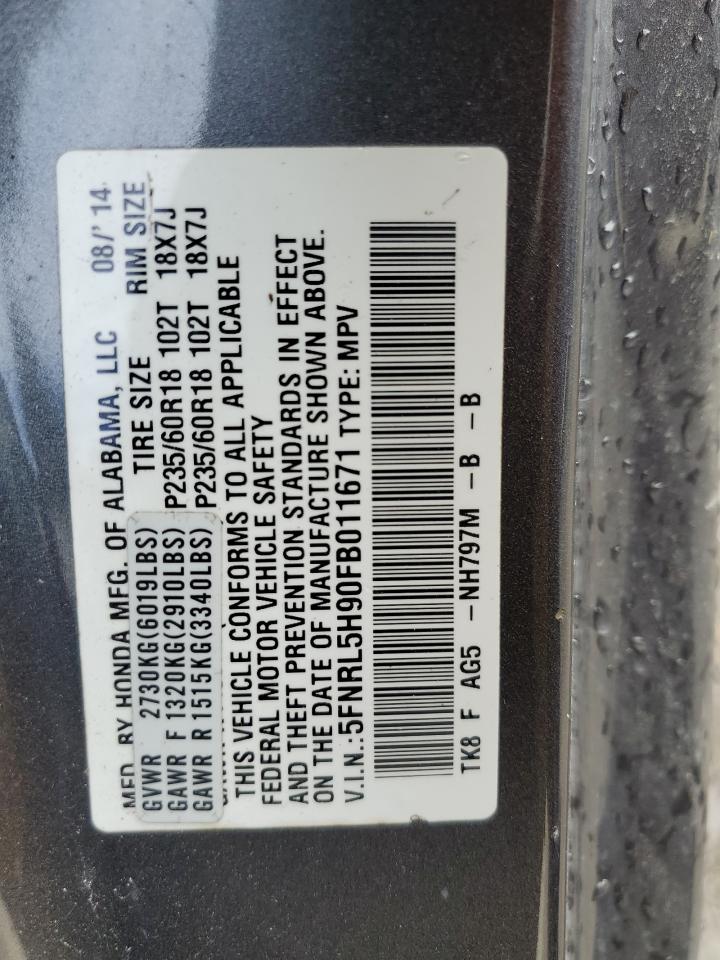 MFD. BY HONDA MFG. OF ALABAMA, LLC 08/'14
TIRE SIZE RIM SIZE
GVWR 2730KG(6019LBS)
GAWR F 1320KG(2910LBS) P235/60R18 102T 18X7J
GAWR R 1515KG(3340LBS) P235/60R18 102T 18X7J
THIS VEHICLE CONFORMS TO ALL APPLICABLE
FEDERAL MOTOR VEHICLE SAFETY
AND THEFT PREVENTION STANDARDS IN EFFECT
ON THE DATE OF MANUFACTURE SHOWN ABOVE.
V.I.N.:5FNRL5H90FB011671 TYPE: MPV
TK8 F AG5 -NH797M -B -B